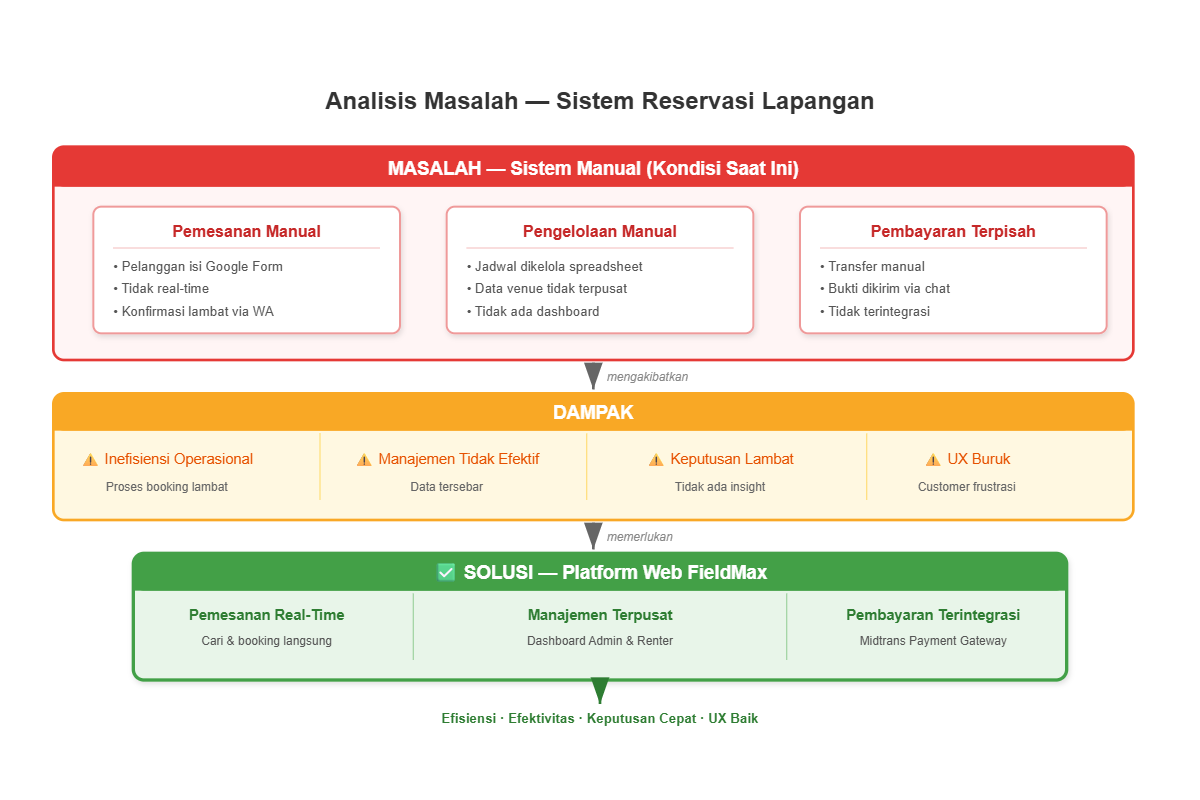 Analisis Masalah — Sistem Reservasi Lapangan
MASALAH — Sistem Manual (Kondisi Saat Ini)
Pemesanan Manual
• Pelanggan isi Google Form
• Tidak real-time
• Konfirmasi lambat via WA
Pengelolaan Manual
• Jadwal dikelola spreadsheet
• Data venue tidak terpusat
• Tidak ada dashboard
Pembayaran Terpisah
• Transfer manual
• Bukti dikirim via chat
• Tidak terintegrasi
mengakibatkan
DAMPAK
⚠ Inefisiensi Operasional
Proses booking lambat
⚠ Manajemen Tidak Efektif
Data tersebar
⚠ Keputusan Lambat
Tidak ada insight
⚠ UX Buruk
Customer frustrasi
memerlukan
✅ SOLUSI — Platform Web FieldMax
Pemesanan Real-Time
Cari & booking langsung
Manajemen Terpusat
Dashboard Admin & Renter
Pembayaran Terintegrasi
Midtrans Payment Gateway
Efisiensi · Efektivitas · Keputusan Cepat · UX Baik